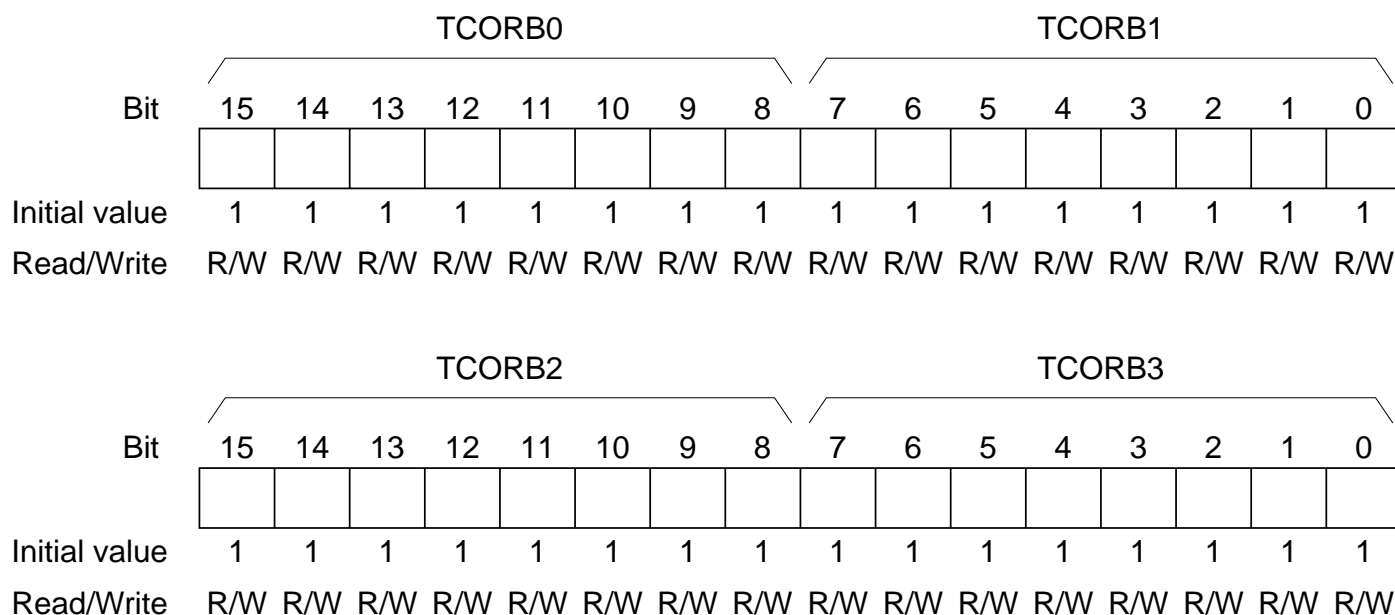 TCORB0 TCORB1
Bit 15 14 13 12 11 10 9 8 7 6 5 4 3 2 1 0
Initial value 1 1 1 1 1 1 1 1 1 1 1 1 1 1 1 1
Read/Write R/W R/W R/W R/W R/W R/W R/W R/W R/W R/W R/W R/W R/W R/W R/W R/W
TCORB2 TCORB3
Bit 15 14 13 12 11 10 9 8 7 6 5 4 3 2 1 0
Initial value 1 1 1 1 1 1 1 1 1 1 1 1 1 1 1 1
Read/Write R/W R/W R/W R/W R/W R/W R/W R/W R/W R/W R/W R/W R/W R/W R/W R/W